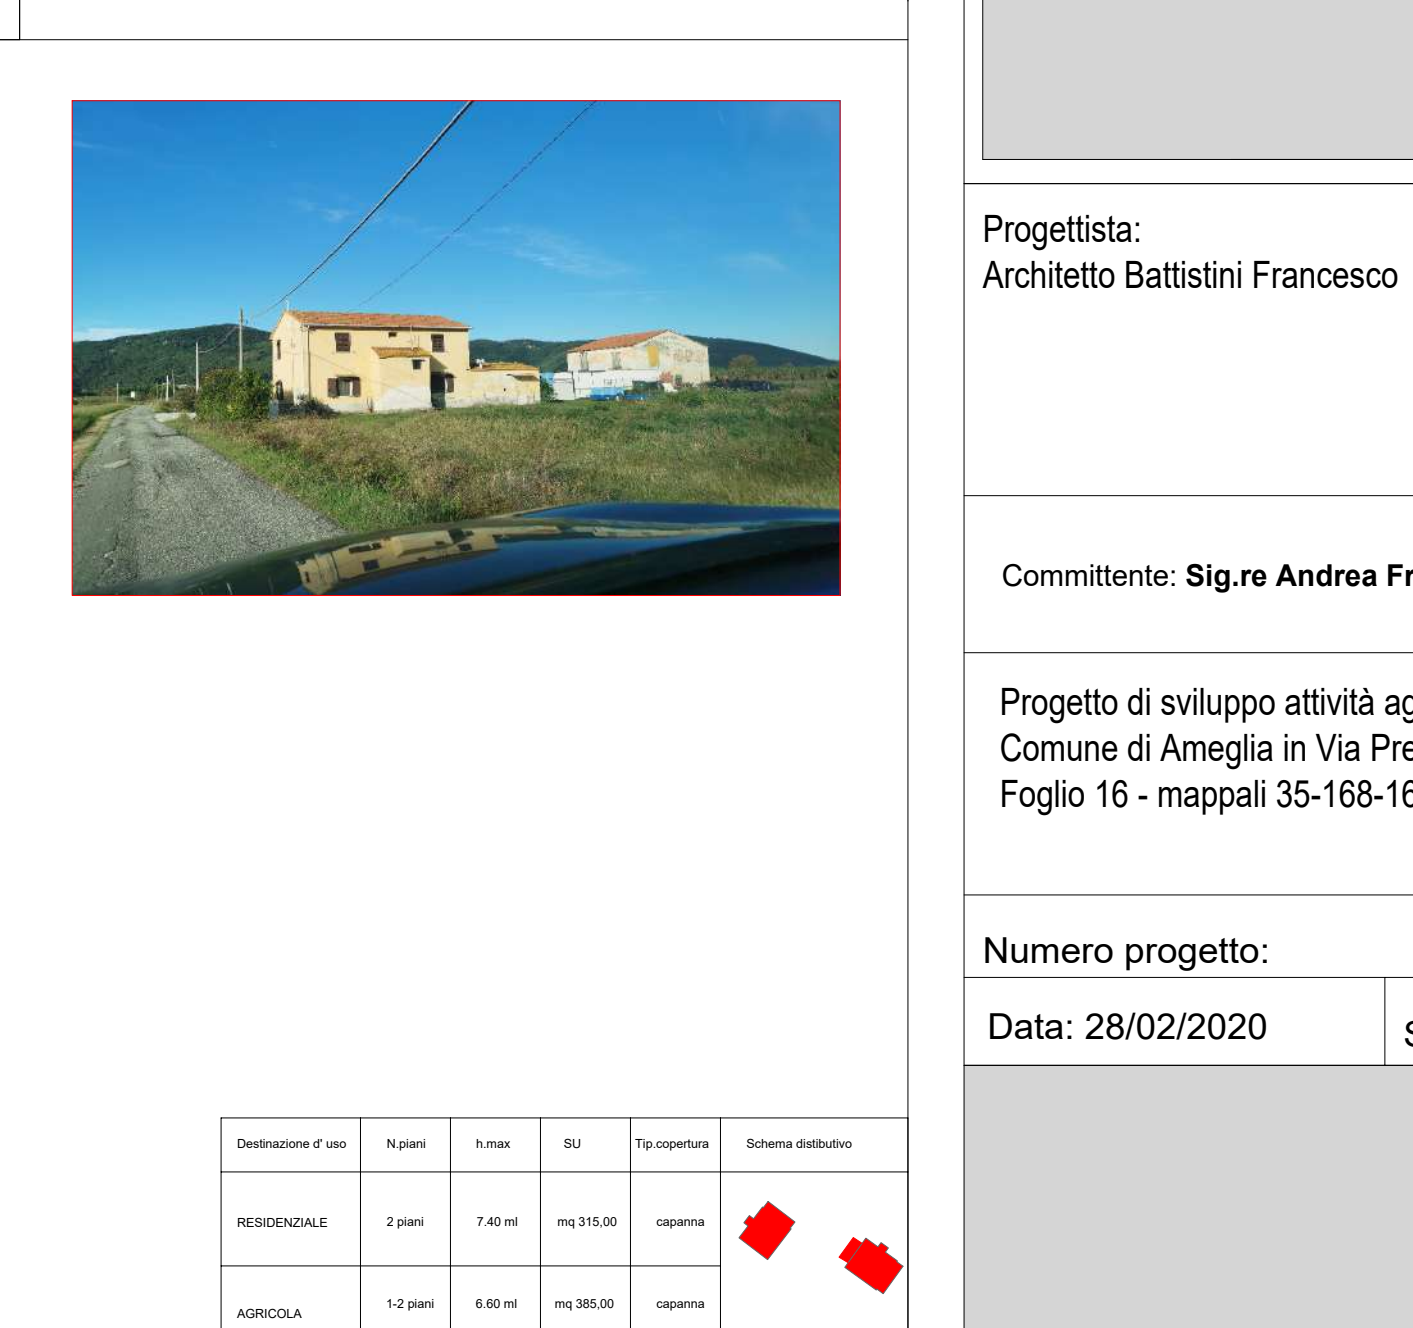 Progettista:
Architetto Battistini Francesco
Committente: Sig.re Andrea
Progetto di sviluppo attività
Comune di Ameglia in Via
Foglio 16 - mappali 35-168-
Numero progetto:
Data: 28/02/2020
Destinazione d' uso N.piani h.max SU Tip.copertura Schema distibutivo
RESIDENZIALE 2 piani 7.40 ml mq 315,00 capanna
AGRICOLA 1-2 piani 6.60 ml mq 385,00 capanna